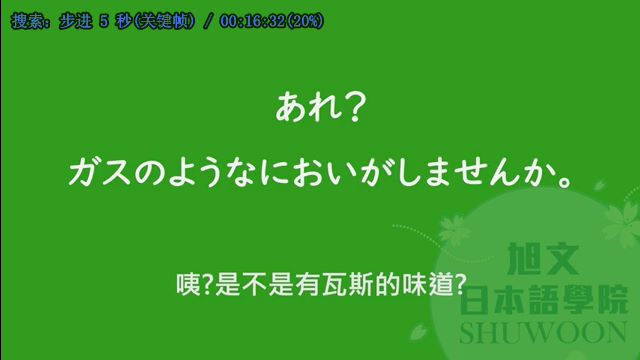 搜索: 步进 5 秒(关键帧) / 00:16:32(20%)
あれ？
ガスのようなにおいがしませんか。
咦?是不是有瓦斯的味道?
旭文
日本語學院
SHUWOON